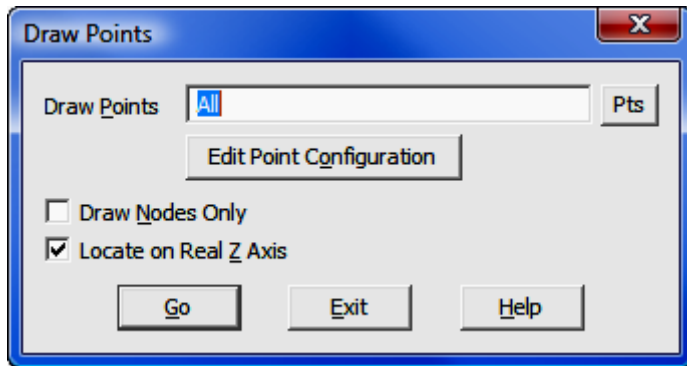 Draw Points
Draw Points All Pts
Edit Point Configuration
Draw Nodes Only
Locate on Real Z Axis
Go Exit Help